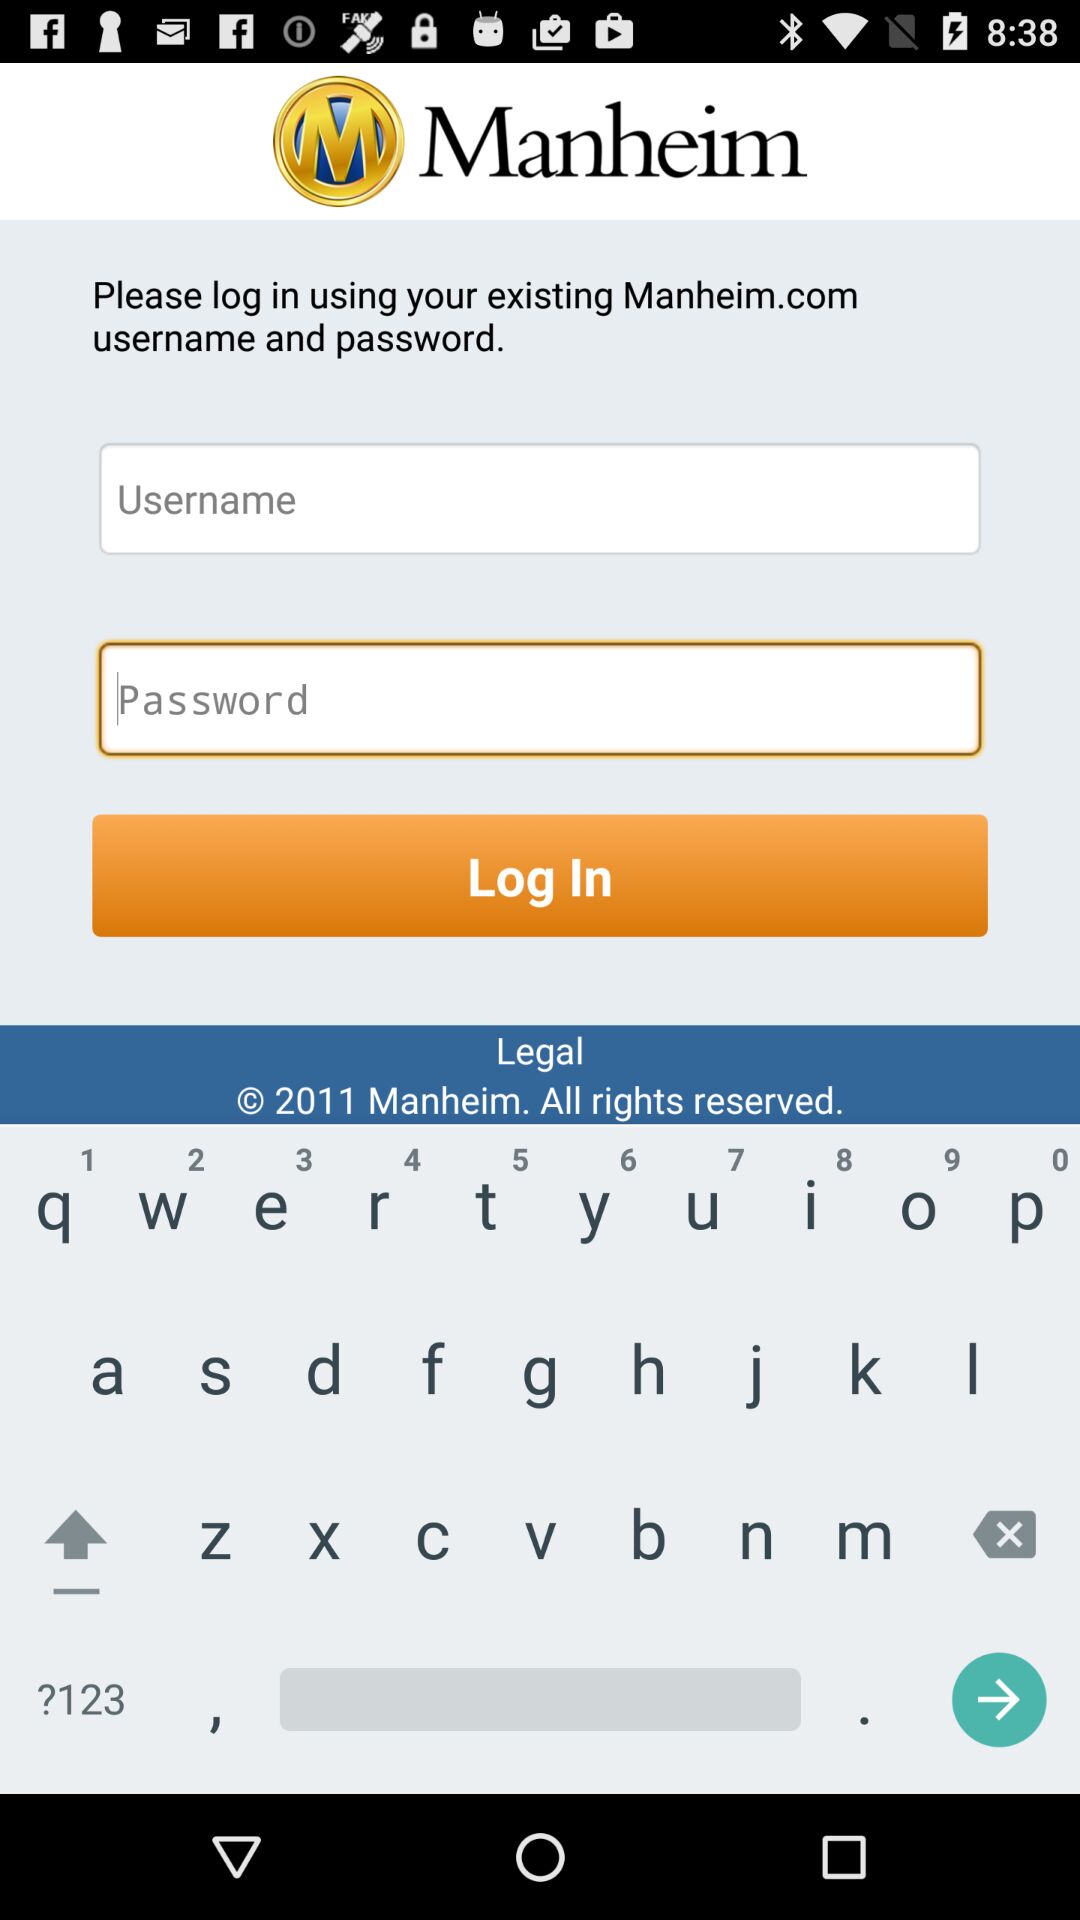 FAKE
8:38
M Manheim
Please log in using your existing Manheim.com
username and password.
Username
Password
Log In
Legal
© 2011 Manheim. All rights reserved.
1 2 3 4 5 6 7 8 9 0
q w e r t y u i o p
a s d f g h j k l
z x c v b n m
?123 , .